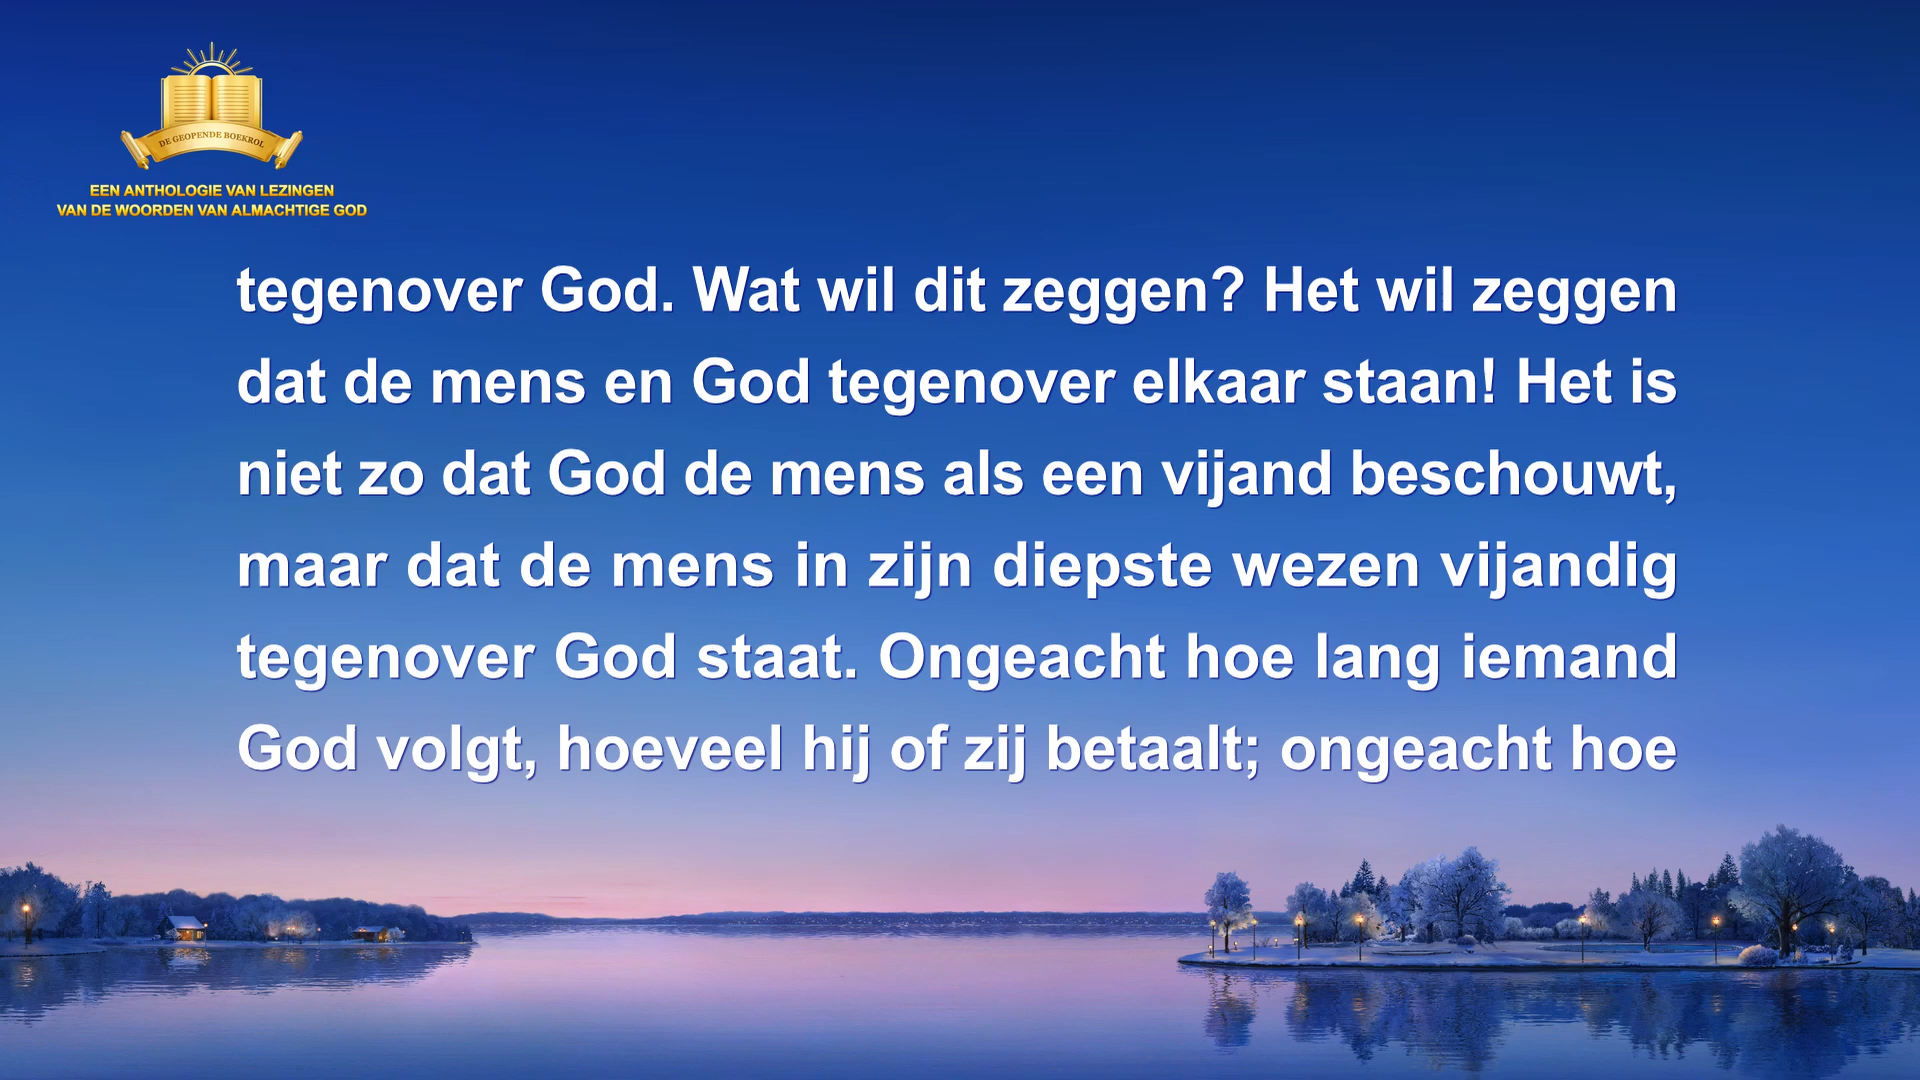 DE GEOPENDE BOEKROL
EEN ANTHOLOGIE VAN LEZINGEN
VAN DE WOORDEN VAN ALMACHTIGE GOD
tegenover God. Wat wil dit zeggen? Het wil zeggen
dat de mens en God tegenover elkaar staan! Het is
niet zo dat God de mens als een vijand beschouwt,
maar dat de mens in zijn diepste wezen vijandig
tegenover God staat. Ongeacht hoe lang iemand
God volgt, hoeveel hij of zij betaalt; ongeacht hoe